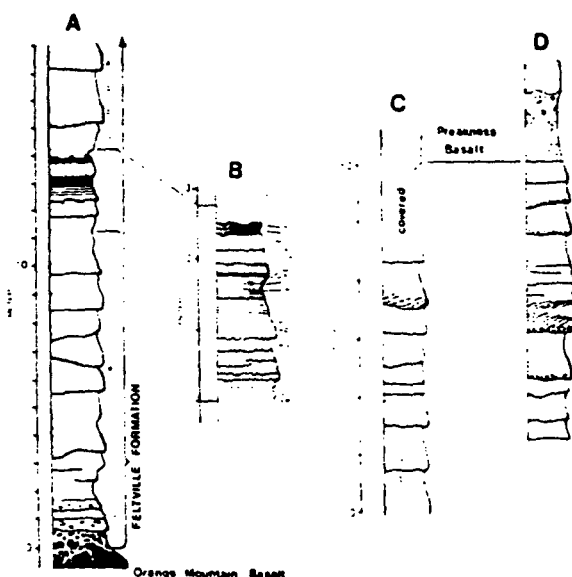 A
B
C
D
Preakness
Basalt
covered
FELTVILLE FORMATION
Orange Mountain Basalt